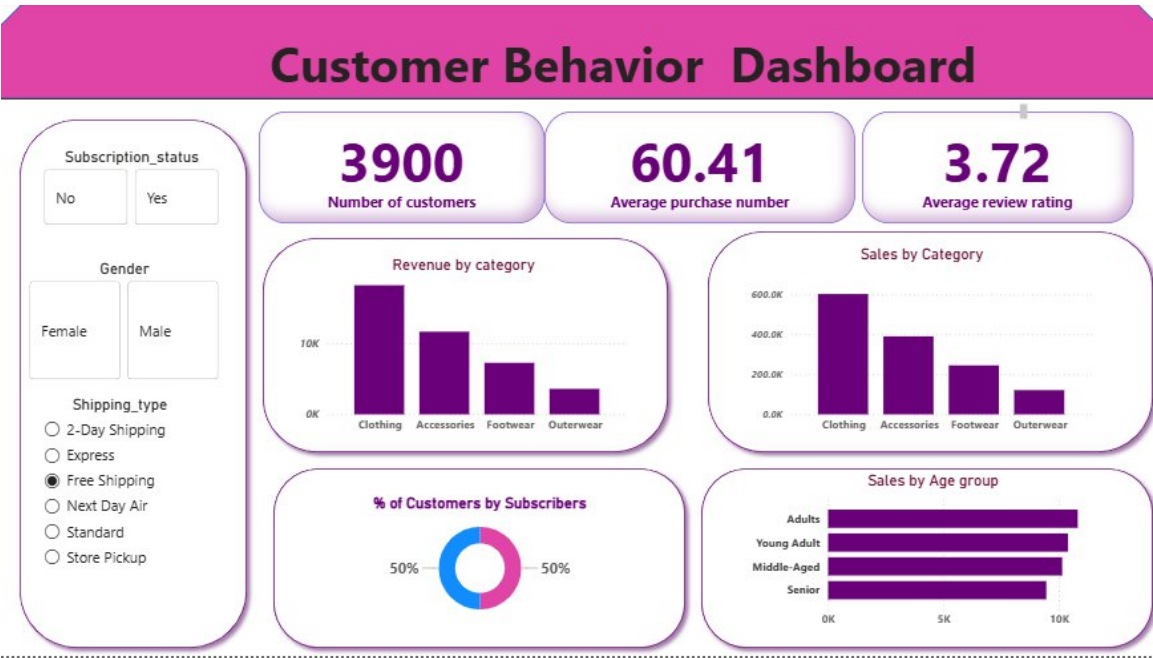 Customer Behavior Dashboard
Subscription_status
No Yes
Gender
Female Male
Shipping_type
2-Day Shipping
Express
Free Shipping
Next Day Air
Standard
Store Pickup
3900
Number of customers
60.41
Average purchase number
3.72
Average review rating
Revenue by category
10K
0K
Clothing Accessories Footwear Outerwear
Sales by Category
600.0K
400.0K
200.0K
0.0K
Clothing Accessories Footwear Outerwear
% of Customers by Subscribers
50% 50%
Sales by Age group
Adults
Young Adult
Middle-Aged
Senior
0K 5K 10K